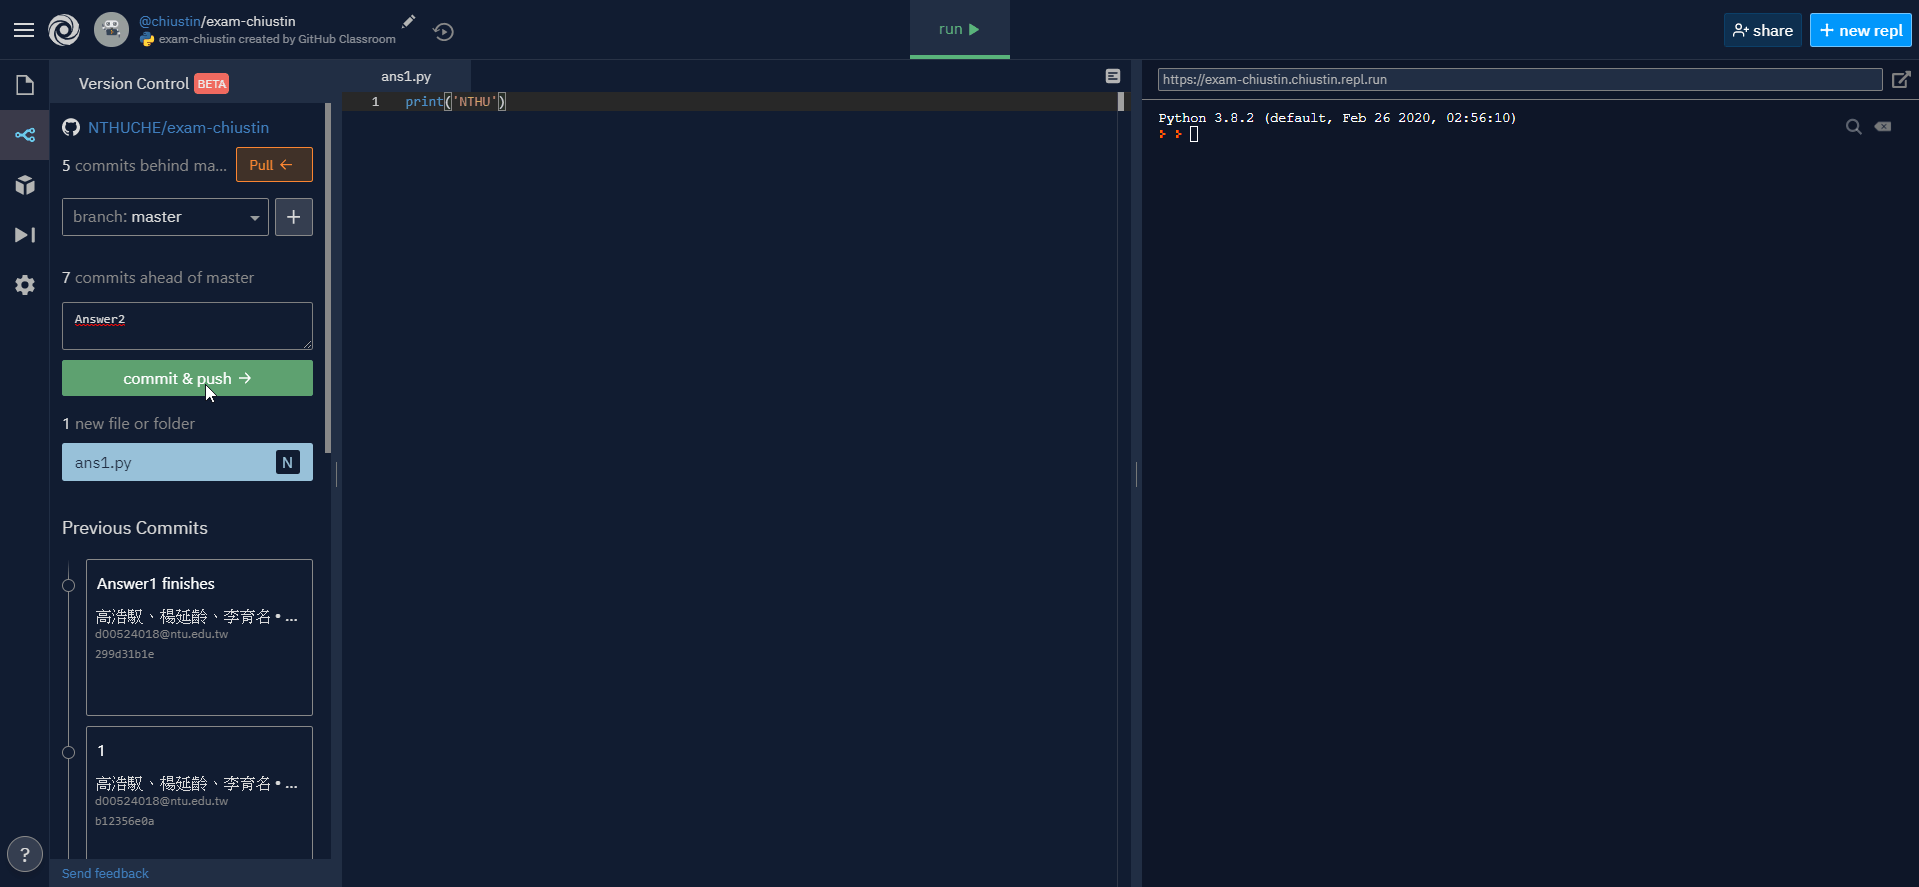 @chiustin/exam-chiustin
exam-chiustin created by GitHub Classroom
run
share
+ new repl
Version Control BETA
NTHUCHE/exam-chiustin
5 commits behind ma...
Pull ←
branch: master
+
7 commits ahead of master
Answer2
commit & push →
1 new file or folder
ans1.py N
Previous Commits
Answer1 finishes
高浩馭、楊延齡、李育名 • ...
d00524018@ntu.edu.tw
299d31b1e
1
高浩馭、楊延齡、李育名 • ...
d00524018@ntu.edu.tw
b12356e0a
?
Send feedback
ans1.py
1 print('NTHU')
https://exam-chiustin.chiustin.repl.run
Python 3.8.2 (default, Feb 26 2020, 02:56:10)